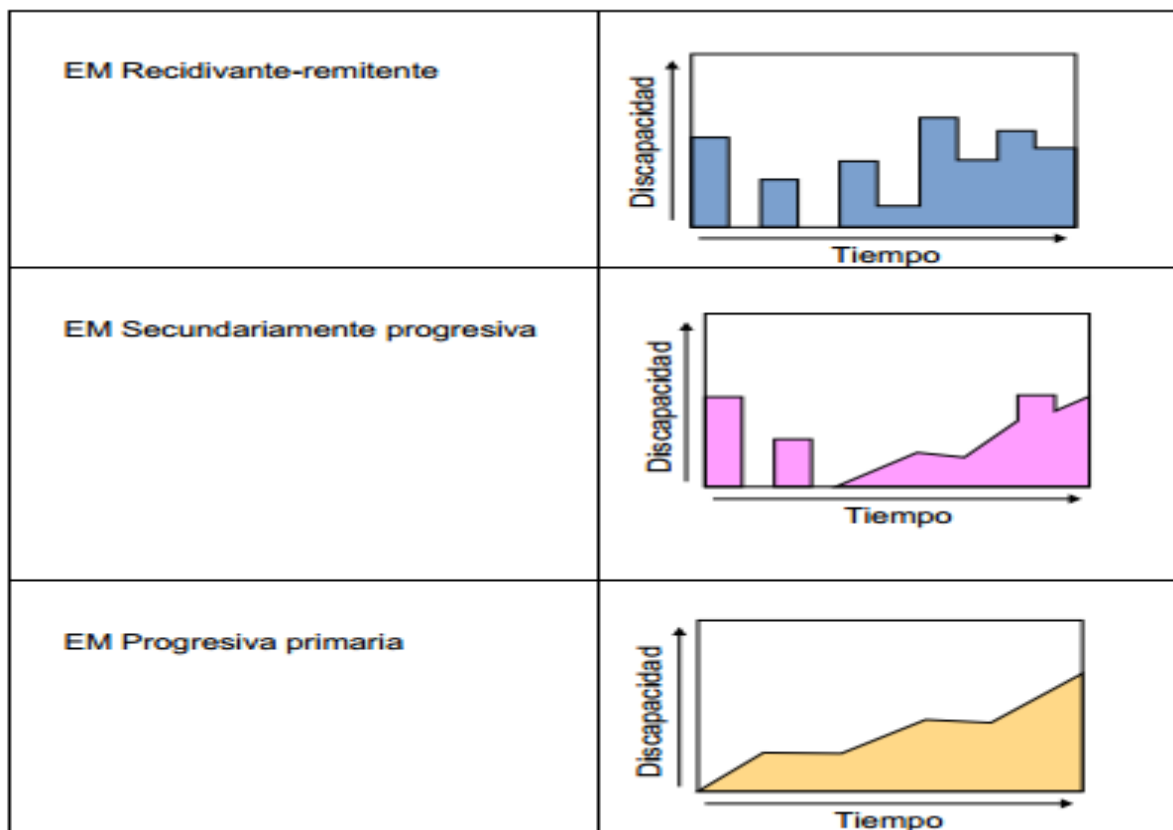 EM Recidivante-remitente
Discapacidad
Tiempo
EM Secundariamente progresiva
Discapacidad
Tiempo
EM Progresiva primaria
Discapacidad
Tiempo